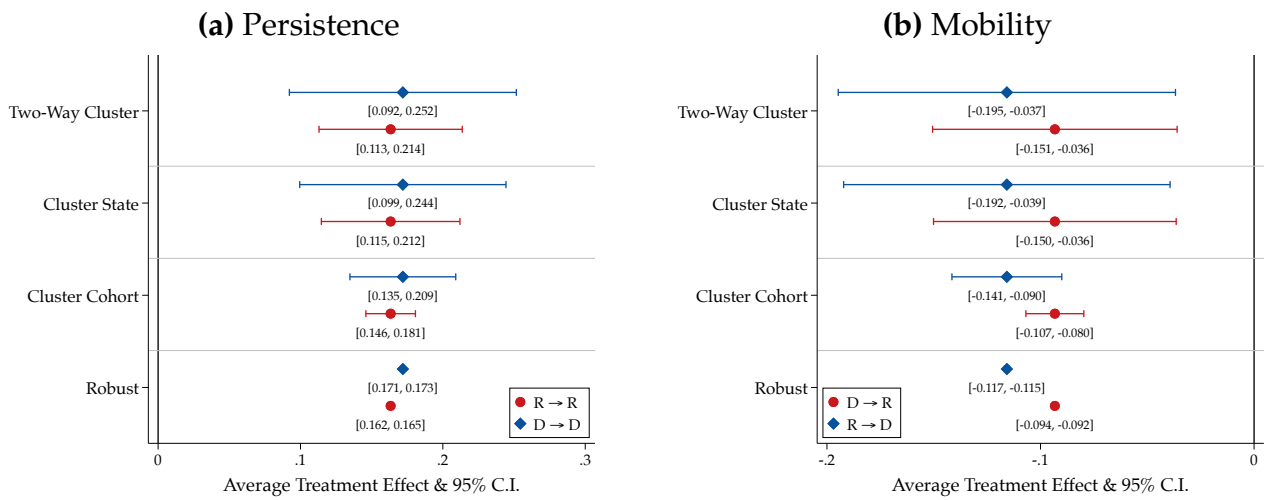 (a) Persistence
Two-Way Cluster
[0.092, 0.252]
[0.113, 0.214]
Cluster State
[0.099, 0.244]
[0.115, 0.212]
Cluster Cohort
[0.135, 0.209]
[0.146, 0.181]
Robust
[0.171, 0.173]
[0.162, 0.165]
R → R
D → D
0 .1 .2 .3
Average Treatment Effect & 95% C.I.
(b) Mobility
Two-Way Cluster
[-0.195, -0.037]
[-0.151, -0.036]
Cluster State
[-0.192, -0.039]
[-0.150, -0.036]
Cluster Cohort
[-0.141, -0.090]
[-0.107, -0.080]
Robust
[-0.117, -0.115]
[-0.094, -0.092]
D → R
R → D
-.2 -.1 0
Average Treatment Effect & 95% C.I.